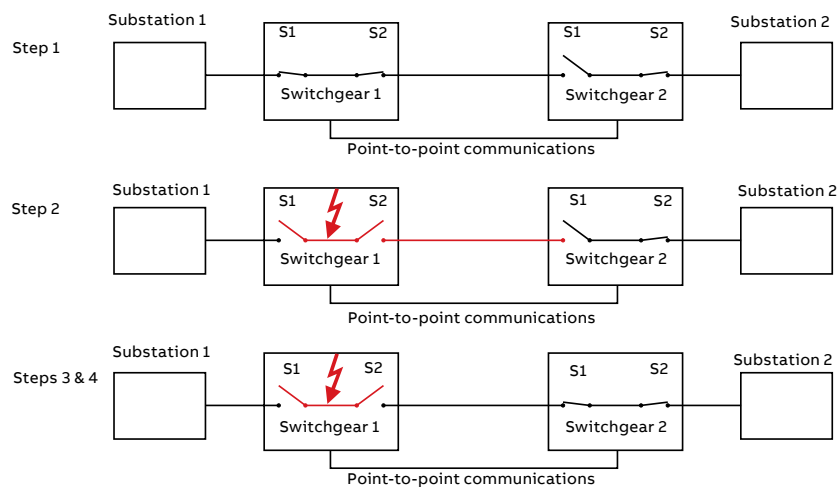 Substation 1
S1
S2
Substation 2
Step 1
Switchgear 1
Switchgear 2
Point-to-point communications
Substation 1
S1
S2
S1
S2
Substation 2
Step 2
Switchgear 1
Switchgear 2
Point-to-point communications
Substation 1
S1
S2
S1
S2
Substation 2
Steps 3 & 4
Switchgear 1
Switchgear 2
Point-to-point communications